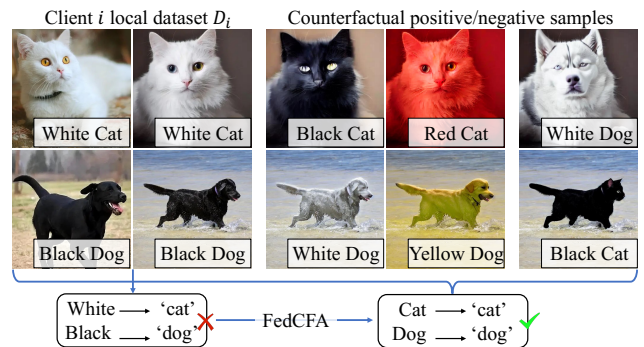 Client i local dataset D_i
Counterfactual positive/negative samples
White Cat
White Cat
Black Cat
Red Cat
White Dog
Black Dog
Black Dog
White Dog
Yellow Dog
Black Cat
White → ‘cat’
Black → ‘dog’
FedCFA
Cat → ‘cat’
Dog → ‘dog’